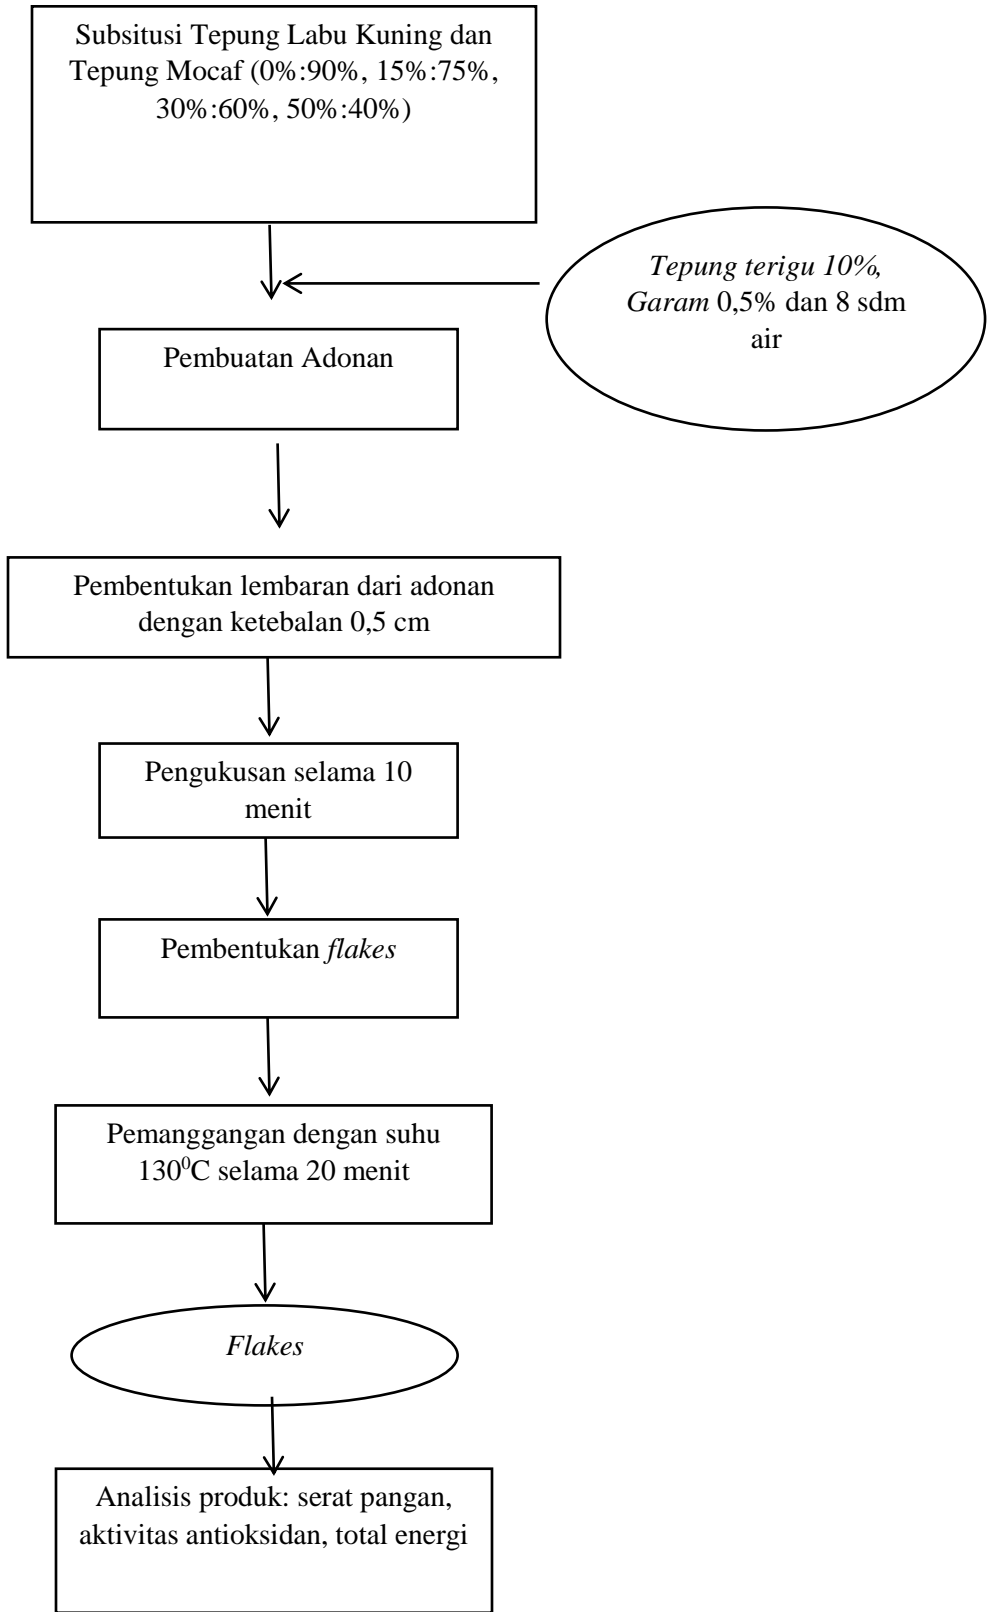 Subsitusi Tepung Labu Kuning dan
Tepung Mocaf (0%:90%, 15%:75%,
30%:60%, 50%:40%)
Tepung terigu 10%,
Garam 0,5% dan 8 sdm
air
Pembuatan Adonan
Pembentukan lembaran dari adonan
dengan ketebalan 0,5 cm
Pengukusan selama 10
menit
Pembentukan flakes
Pemanggangan dengan suhu
130⁰C selama 20 menit
Flakes
Analisis produk: serat pangan,
aktivitas antioksidan, total energi